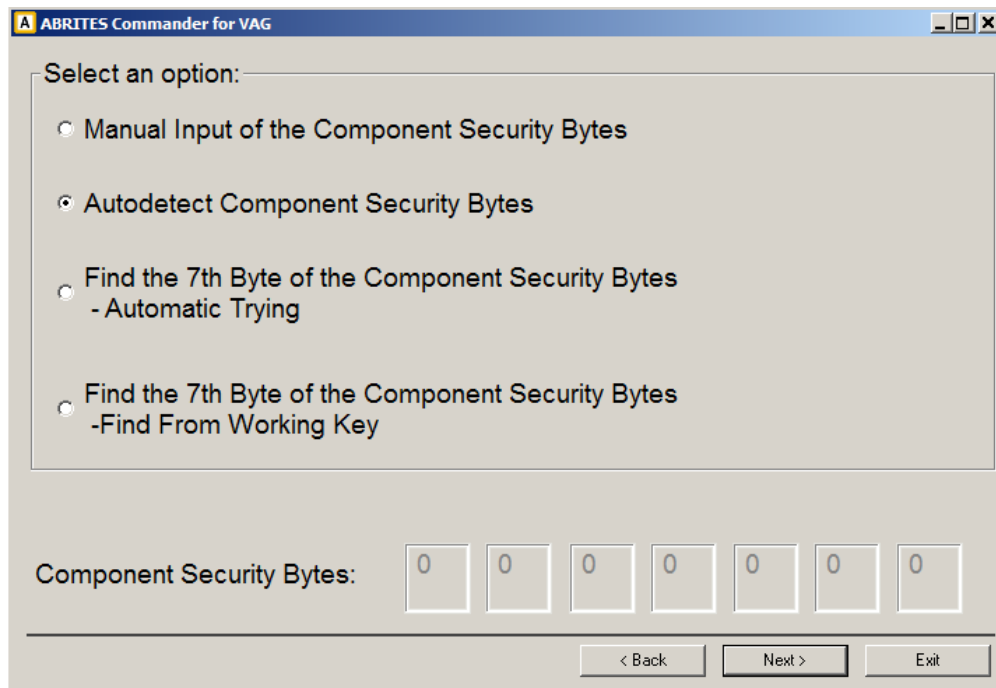 A ABRITES Commander for VAG
Select an option:
Manual Input of the Component Security Bytes
Autodetect Component Security Bytes
Find the 7th Byte of the Component Security Bytes
- Automatic Trying
Find the 7th Byte of the Component Security Bytes
-Find From Working Key
Component Security Bytes: 0 0 0 0 0 0 0
< Back Next > Exit